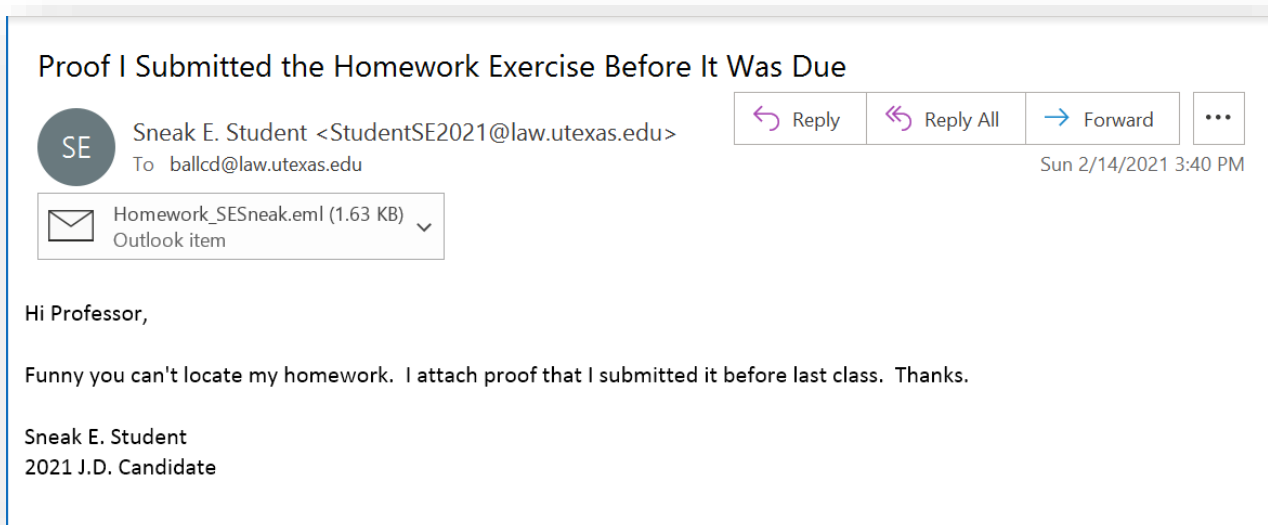 Proof I Submitted the Homework Exercise Before It Was Due
SE
Sneak E. Student <StudentSE2021@law.utexas.edu>
To ballcd@law.utexas.edu
Reply
Reply All
Forward
Sun 2/14/2021 3:40 PM
Homework_SESneak.eml (1.63 KB)
Outlook item
Hi Professor,
Funny you can't locate my homework.  I attach proof that I submitted it before last class.  Thanks.
Sneak E. Student
2021 J.D. Candidate